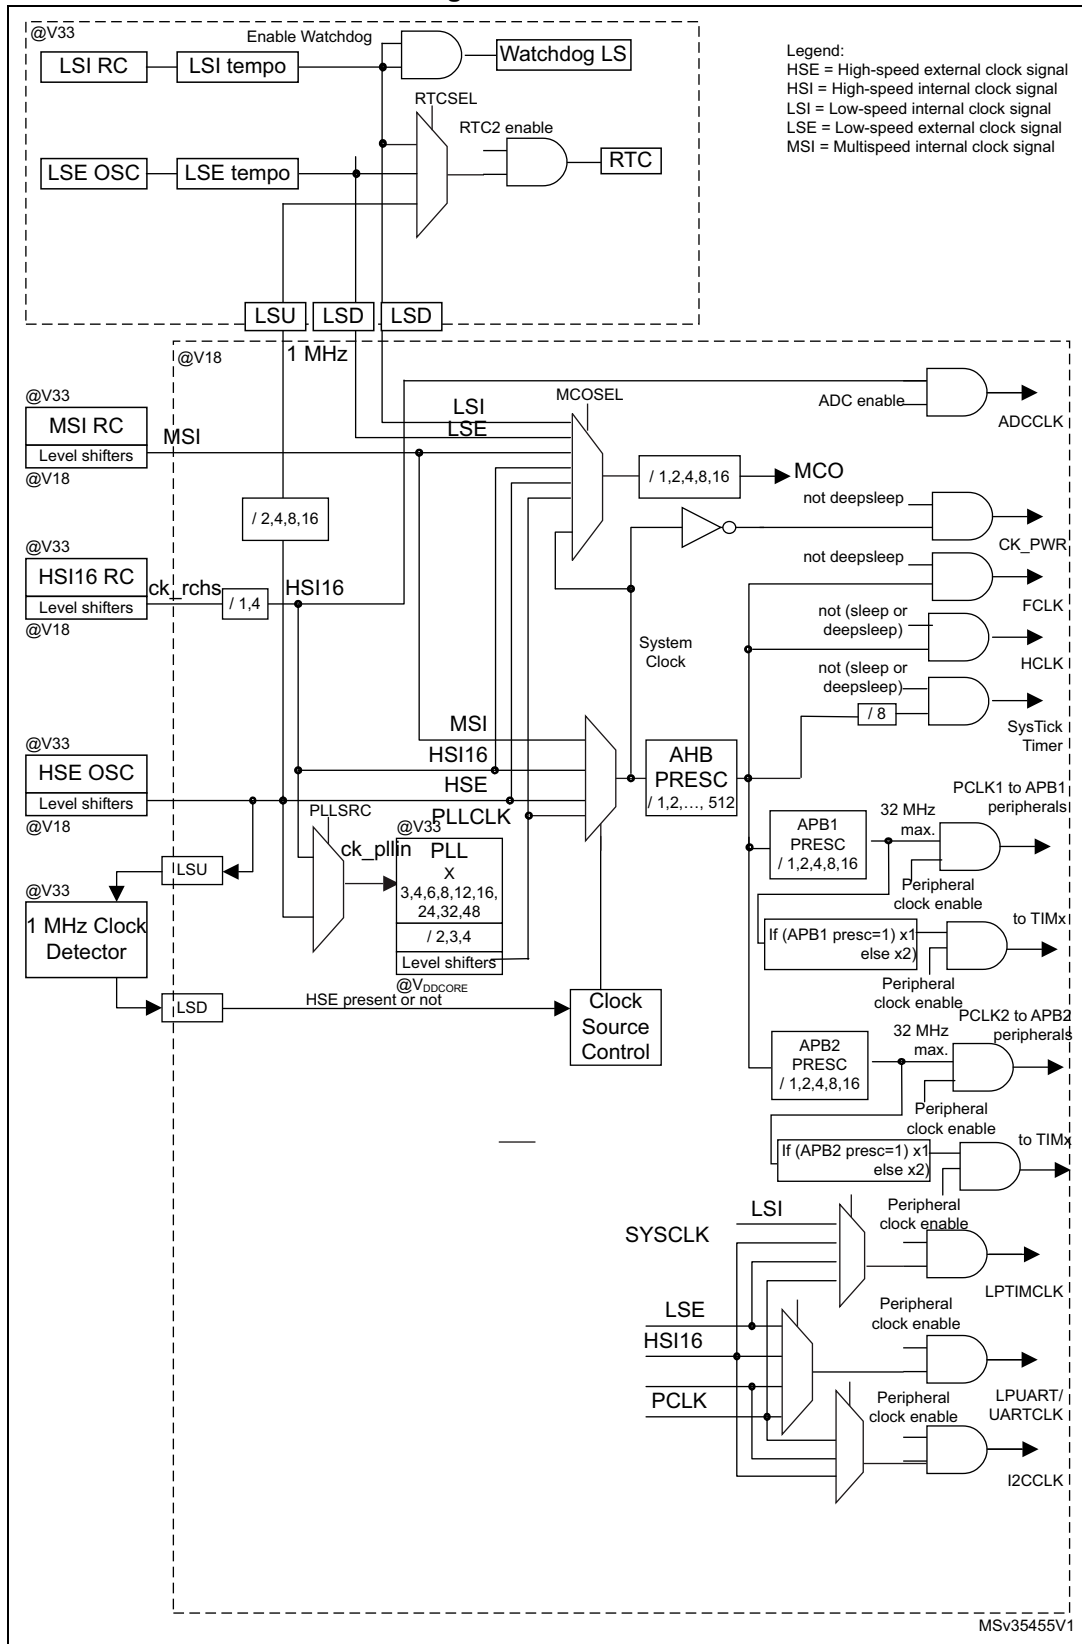 @V33
Enable Watchdog
LSI RC
LSI tempo
Watchdog LS
Legend:
HSE = High-speed external clock signal
HSI = High-speed internal clock signal
LSI = Low-speed internal clock signal
LSE = Low-speed external clock signal
MSI = Multispeed internal clock signal
RTCSEL
RTC2 enable
LSE OSC
LSE tempo
RTC
LSU
LSD
LSD
@V18
1 MHz
@V33
MSI RC
Level shifters
@V18
MSI
LSI
LSE
MCOSEL
ADC enable
ADCCLK
/ 1,2,4,8,16
MCO
/ 2,4,8,16
not deepsleep
CK_PWR
@V33
HSI16 RC
Level shifters
@V18
ck_rchs
/ 1,4
HSI16
not deepsleep
FCLK
System
Clock
not (sleep or
deepsleep)
HCLK
not (sleep or
deepsleep)
/ 8
SysTick
Timer
@V33
HSE OSC
Level shifters
@V18
MSI
HSI16
HSE
PLLCLK
AHB
PRESC
/ 1,2,..., 512
PLLSRC
ck_pllin
@V33
PLL
X
3,4,6,8,12,16,
24,32,48
/ 2,3,4
Level shifters
@VDDCORE
PCLK1 to APB1
peripherals
32 MHz
max.
APB1
PRESC
/ 1,2,4,8,16
Peripheral
clock enable
LSU
@V33
1 MHz Clock
Detector
LSD
HSE present or not
Clock
Source
Control
If (APB1 presc=1) x1
else x2)
to TIMx
Peripheral
clock enable
PCLK2 to APB2
peripherals
32 MHz
max.
APB2
PRESC
/ 1,2,4,8,16
Peripheral
clock enable
If (APB2 presc=1) x1
else x2)
to TIMx
Peripheral
clock enable
LSI
SYSCLK
LPTIMCLK
LSE
HSI16
PCLK
Peripheral
clock enable
LPUART/
UARTCLK
Peripheral
clock enable
I2CCLK
MSv35455V1